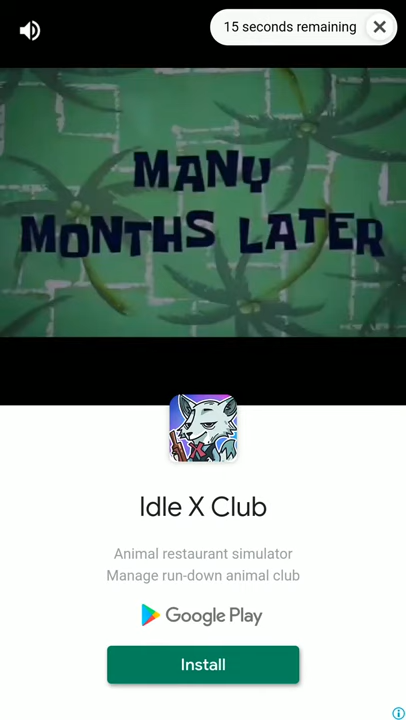 15 seconds remaining
MANY
MONTHS LATER
Idle X Club
Animal restaurant simulator
Manage run-down animal club
Google Play
Install